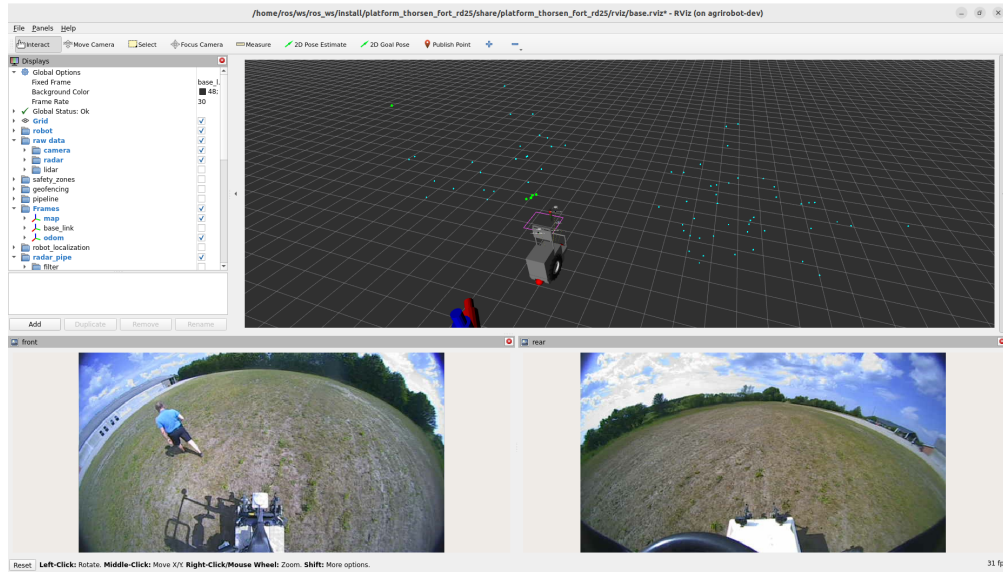 /home/ros/ros_ws/install/platform_thorsen_fort_rd25/share/platform_thorsen_fort_rd25/rviz/base.rviz* - RViz (on agrirobot-dev)
File Panels Help
Interact Move Camera Select Focus Camera Measure 2D Pose Estimate 2D Goal Pose Publish Point
Displays
Global Options
Fixed Frame base_l.
Background Color 48;
Frame Rate 30
Global Status: Ok
Grid
robot
raw data
camera
radar
lidar
safety_zones
geofencing
pipeline
Frames
map
base_link
odom
robot_localization
radar_pipe
filter
Add Duplicate Remove Rename
front
rear
Reset Left-Click: Rotate. Middle-Click: Move X/Y. Right-Click/Mouse Wheel: Zoom. Shift: More options. 31 fp